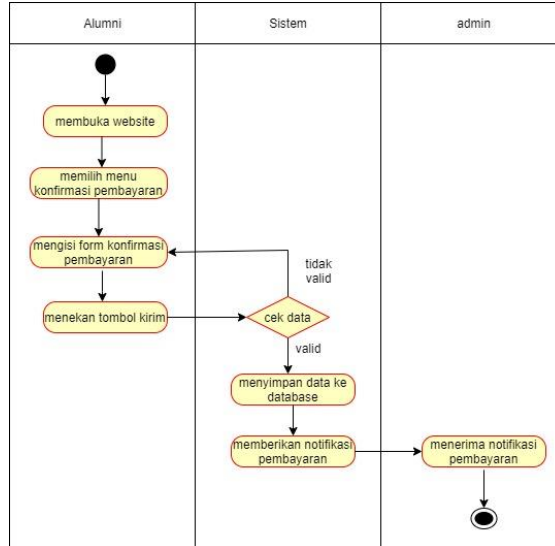 Alumni
Sistem
admin
membuka website
memilih menu
konfirmasi pembayaran
mengisi form konfirmasi
pembayaran
tidak
valid
menekan tombol kirim
cek data
valid
menyimpan data ke
database
memberikan notifikasi
pembayaran
menerima notifikasi
pembayaran